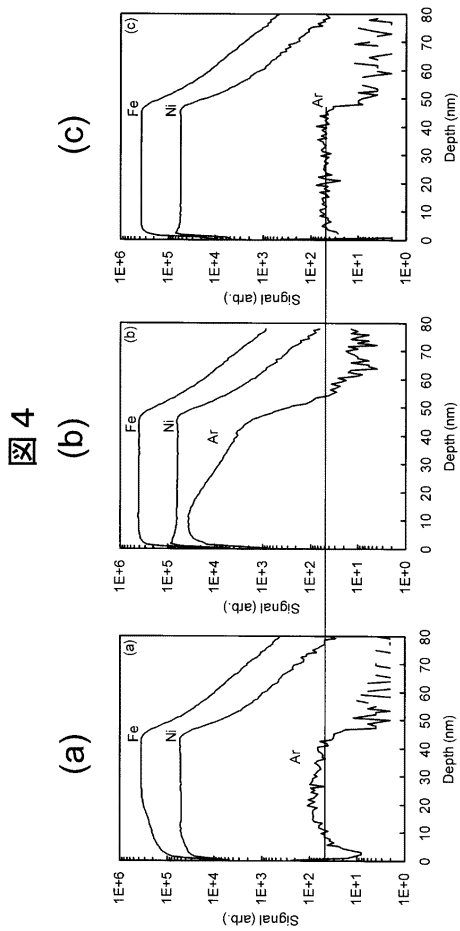 図4
(a)
(a)
Signal (arb.)
1E+6
1E+5
1E+4
1E+3
1E+2
1E+1
1E+0
Fe
Ni
Ar
0 10 20 30 40 50 60 70 80
Depth (nm)
(b)
(b)
Signal (arb.)
1E+6
1E+5
1E+4
1E+3
1E+2
1E+1
1E+0
Fe
Ni
Ar
0 10 20 30 40 50 60 70 80
Depth (nm)
(c)
(c)
Signal (arb.)
1E+6
1E+5
1E+4
1E+3
1E+2
1E+1
1E+0
Fe
Ni
Ar
0 10 20 30 40 50 60 70 80
Depth (nm)